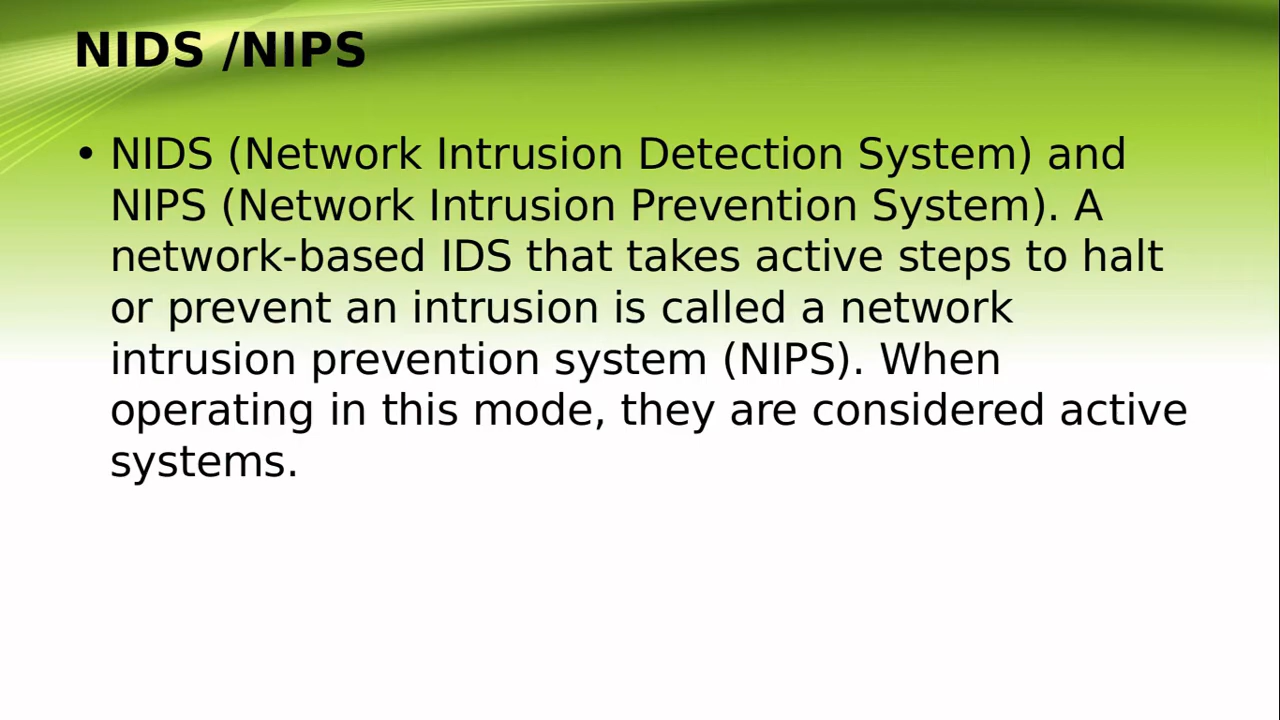 NIDS /NIPS
• NIDS (Network Intrusion Detection System) and
NIPS (Network Intrusion Prevention System). A
network-based IDS that takes active steps to halt
or prevent an intrusion is called a network
intrusion prevention system (NIPS). When
operating in this mode, they are considered active
systems.